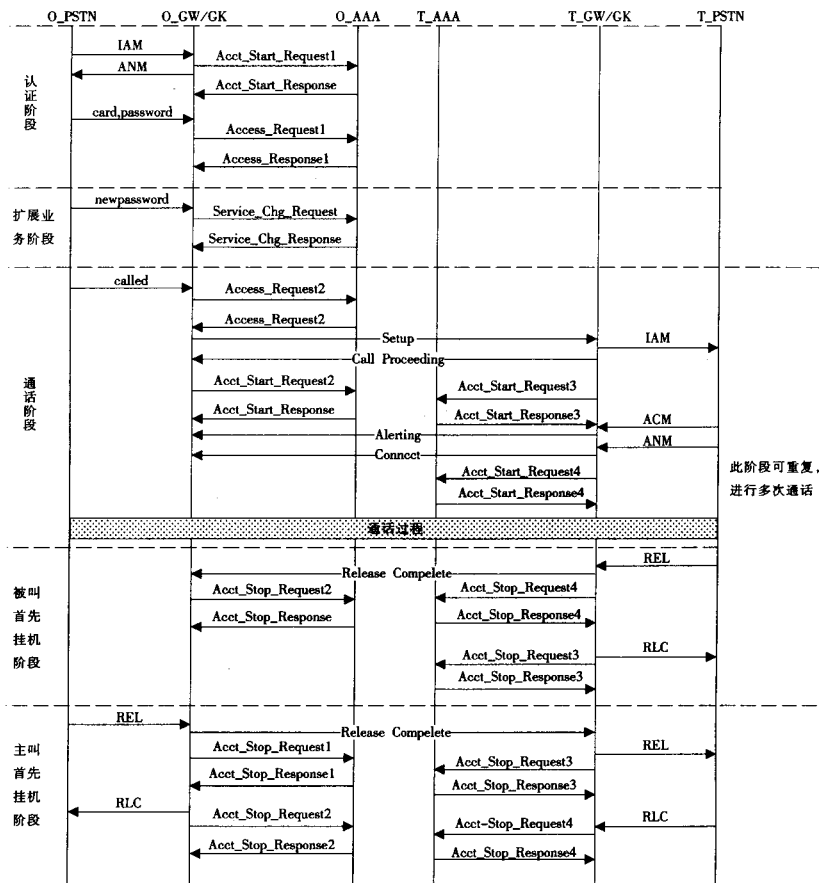 O_PSTN O_GW/GK O_AAA T_AAA T_GW/GK T_PSTN
认证阶段
IAM
Acct_Start_Request1
ANM
Acct_Start_Response
card,password
Access_Request1
Access_Response1
扩展业
务阶段
newpassword
Service_Chg_Request
Service_Chg_Response
通话阶段
called
Access_Request2
Access_Request2
Setup
IAM
Call Proceeding
Acct_Start_Request2
Acct_Start_Request3
Acct_Start_Response
Acct_Start_Response3
ACM
Alerting
ANM
Conncct
Acct_Start_Request4
Acct_Start_Response4
此阶段可重复,
进行多次通话
通话过程
被叫
首先
挂机
阶段
REL
Release Compelete
Acct_Stop_Request2
Acct_Stop_Request4
Acct_Stop_Response
Acct_Stop_Response4
Acct_Stop_Request3
RLC
Acct_Stop_Response3
主叫
首先
挂机
阶段
REL
Release Compelete
Acct_Stop_Request1
REL
Acct_Stop_Request3
Acct_Stop_Response1
Acct_Stop_Response3
RLC
Acct_Stop_Request2
Acct-Stop_Request4
RLC
Acct_Stop_Response2
Acct_Stop_Response4